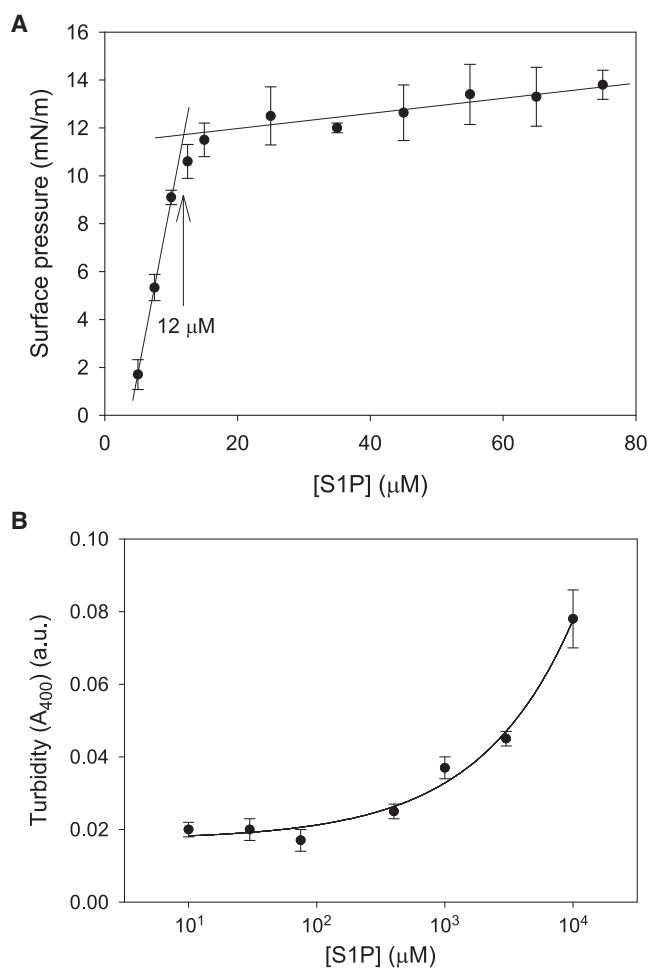 A
Surface pressure (mN/m)
16
14
12
10
8
6
4
2
0
12 μM
0 20 40 60 80
[S1P] (μM)
B
Turbidity (A₄₀₀) (a.u.)
0.10
0.08
0.06
0.04
0.02
0.00
10¹ 10² 10³ 10⁴
[S1P] (μM)